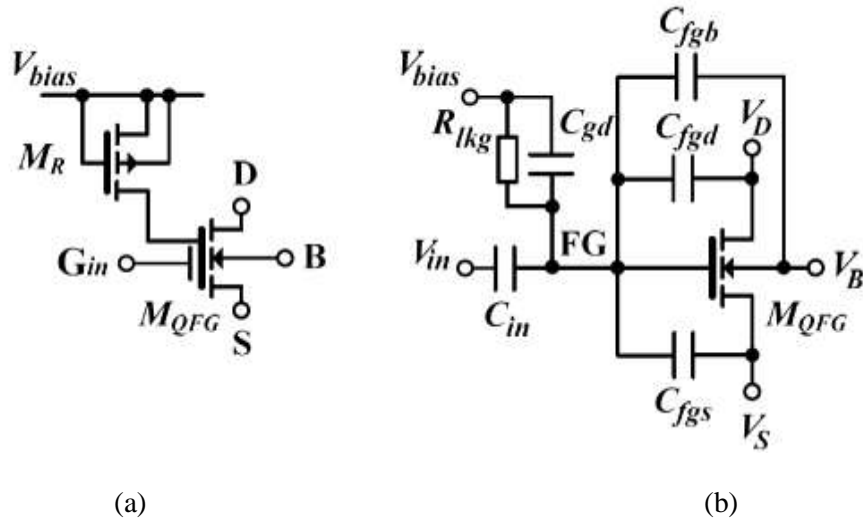 V_bias
M_R
D
G_in
B
M_QFG
S
(a)
C_fgb
V_bias
R_lkg
C_gd
C_fgd
V_D
V_in
FG
V_B
C_in
M_QFG
C_fgs
V_S
(b)